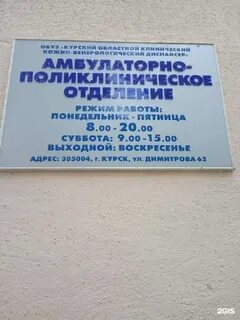 ОБУЗ «КУРСКИЙ ОБЛАСТНОЙ КЛИНИЧЕСКИЙ
КОЖНО-ВЕНЕРОЛОГИЧЕСКИЙ ДИСПАНСЕР»
АМБУЛАТОРНО-
ПОЛИКЛИНИЧЕСКОЕ
ОТДЕЛЕНИЕ
РЕЖИМ РАБОТЫ:
ПОНЕДЕЛЬНИК - ПЯТНИЦА
8.00 - 20.00
СУББОТА: 9.00 - 15.00
ВЫХОДНОЙ: ВОСКРЕСЕНЬЕ
АДРЕС: 305004, г. КУРСК, ул. ДИМИТРОВА 62
2GIS